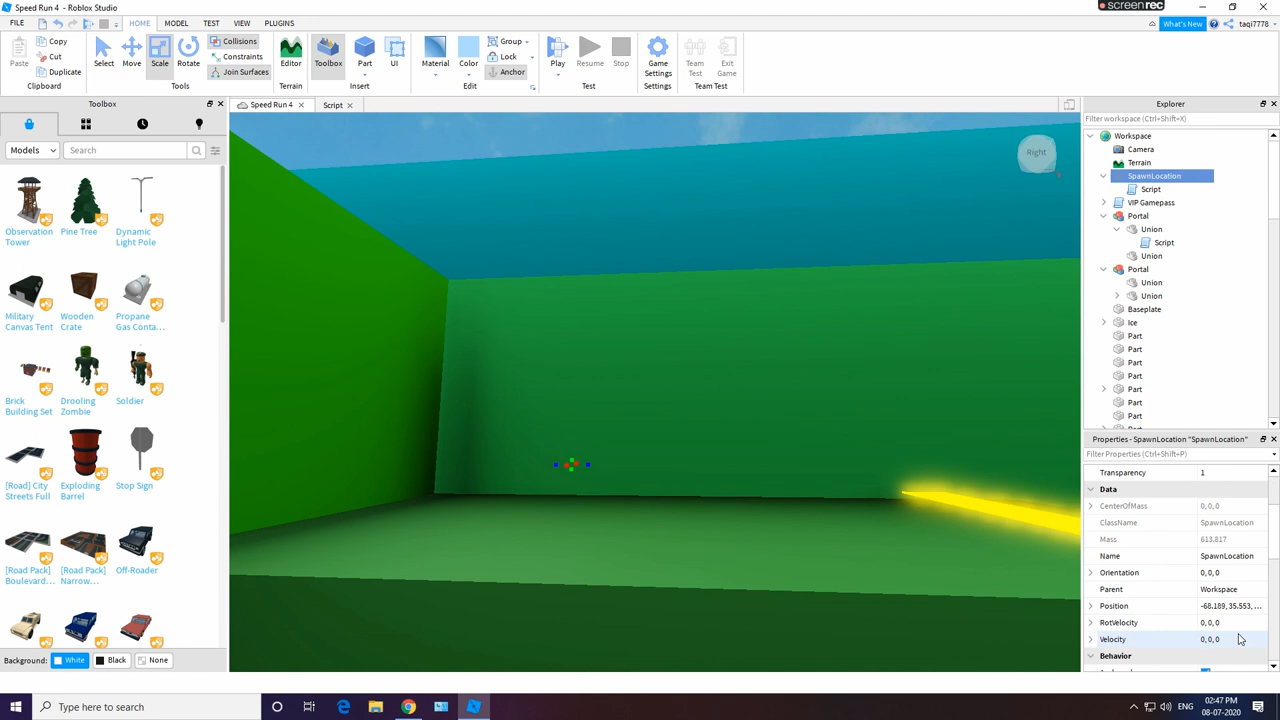 Speed Run 4 - Roblox Studio
screenrec
FILE HOME MODEL TEST VIEW PLUGINS
What's New taqi7778
Paste Copy Cut Duplicate Clipboard
Select Move Scale Rotate Collisions Constraints Join Surfaces Tools
Editor Terrain
Toolbox Part UI Insert
Material Color Group Lock Anchor Edit
Play Resume Stop Test
Game Settings Settings
Team Test Exit Game Team Test
Toolbox
Speed Run 4 Script
Explorer
Filter workspace (Ctrl+Shift+X)
Models Search
Observation Tower
Pine Tree
Dynamic Light Pole
Military Canvas Tent
Wooden Crate
Propane Gas Conta...
Brick Building Set
Drooling Zombie
Soldier
[Road] City Streets Full
Exploding Barrel
Stop Sign
[Road Pack] Boulevard...
[Road Pack] Narrow...
Off-Roader
Background: White Black None
Right
Workspace
Camera
Terrain
SpawnLocation
Script
VIP Gamepass
Portal
Union
Script
Union
Portal
Union
Union
Baseplate
Ice
Part
Part
Part
Part
Part
Part
Part
Part
Properties - SpawnLocation "SpawnLocation"
Filter Properties (Ctrl+Shift+P)
Transparency 1
Data
CenterOfMass 0, 0, 0
ClassName SpawnLocation
Mass 613.817
Name SpawnLocation
Orientation 0, 0, 0
Parent Workspace
Position -68.189, 35.553, ...
RotVelocity 0, 0, 0
Velocity 0, 0, 0
Behavior
Type here to search
ENG
02:47 PM
08-07-2020